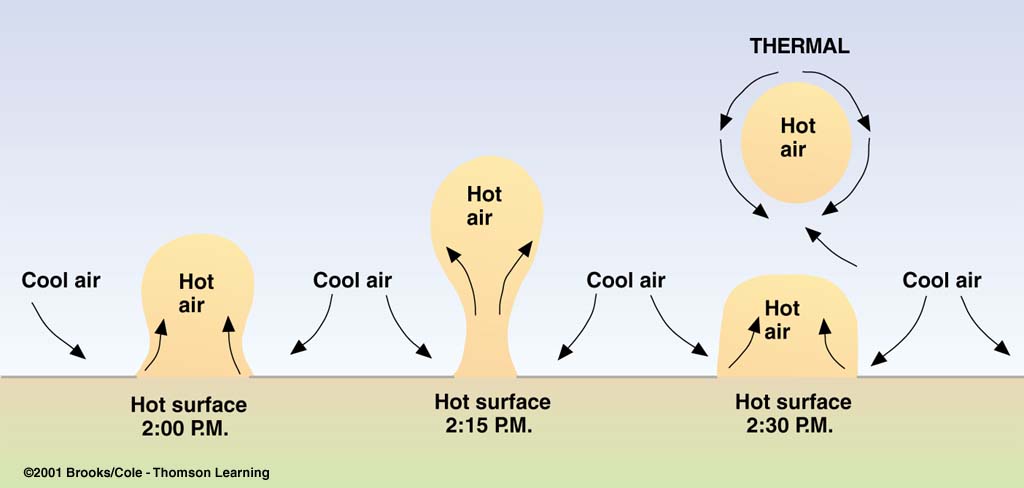 THERMAL
Hot
air
Hot
air
Cool air
Hot
air
Cool air
Cool air
Hot
air
Cool air
Hot surface
2:00 P.M.
Hot surface
2:15 P.M.
Hot surface
2:30 P.M.
©2001 Brooks/Cole - Thomson Learning